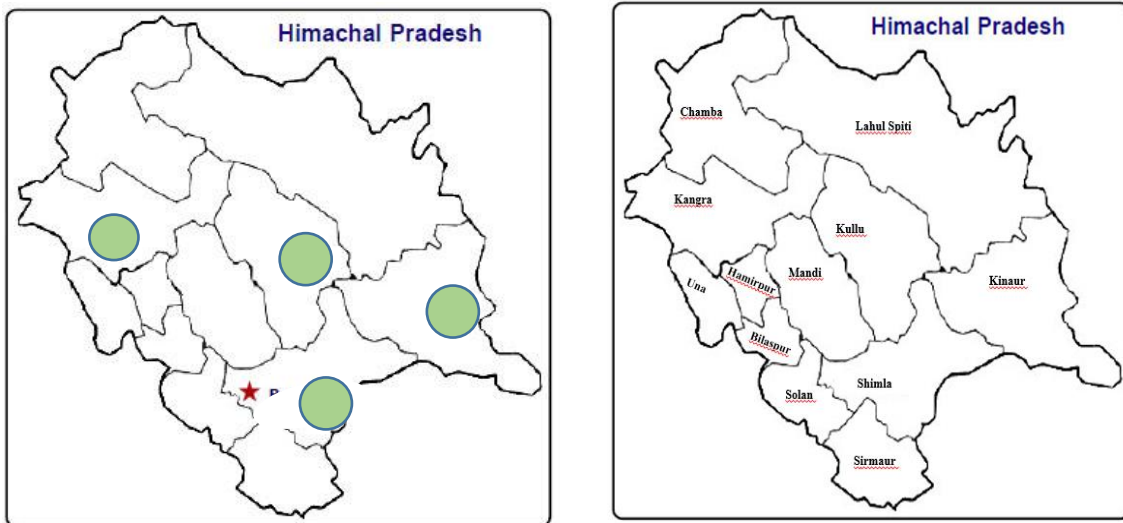 Himachal Pradesh
P
Himachal Pradesh
Chamba
Lahul Spiti
Kangra
Kullu
Una
Hamirpur
Mandi
Kinaur
Bilaspur
Solan
Shimla
Sirmaur